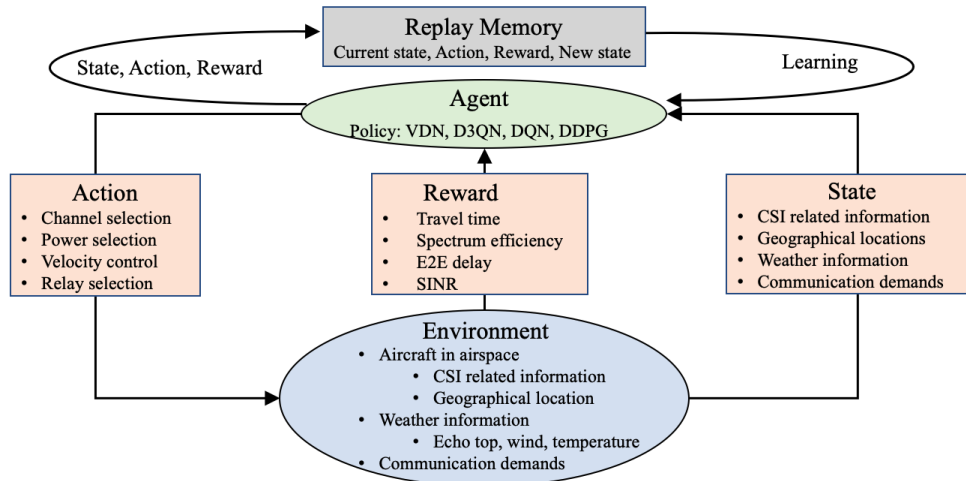 Replay Memory
Current state, Action, Reward, New state
State, Action, Reward
Learning
Agent
Policy: VDN, D3QN, DQN, DDPG
Action
• Channel selection
• Power selection
• Velocity control
• Relay selection
Reward
• Travel time
• Spectrum efficiency
• E2E delay
• SINR
State
• CSI related information
• Geographical locations
• Weather information
• Communication demands
Environment
• Aircraft in airspace
• CSI related information
• Geographical location
• Weather information
• Echo top, wind, temperature
• Communication demands